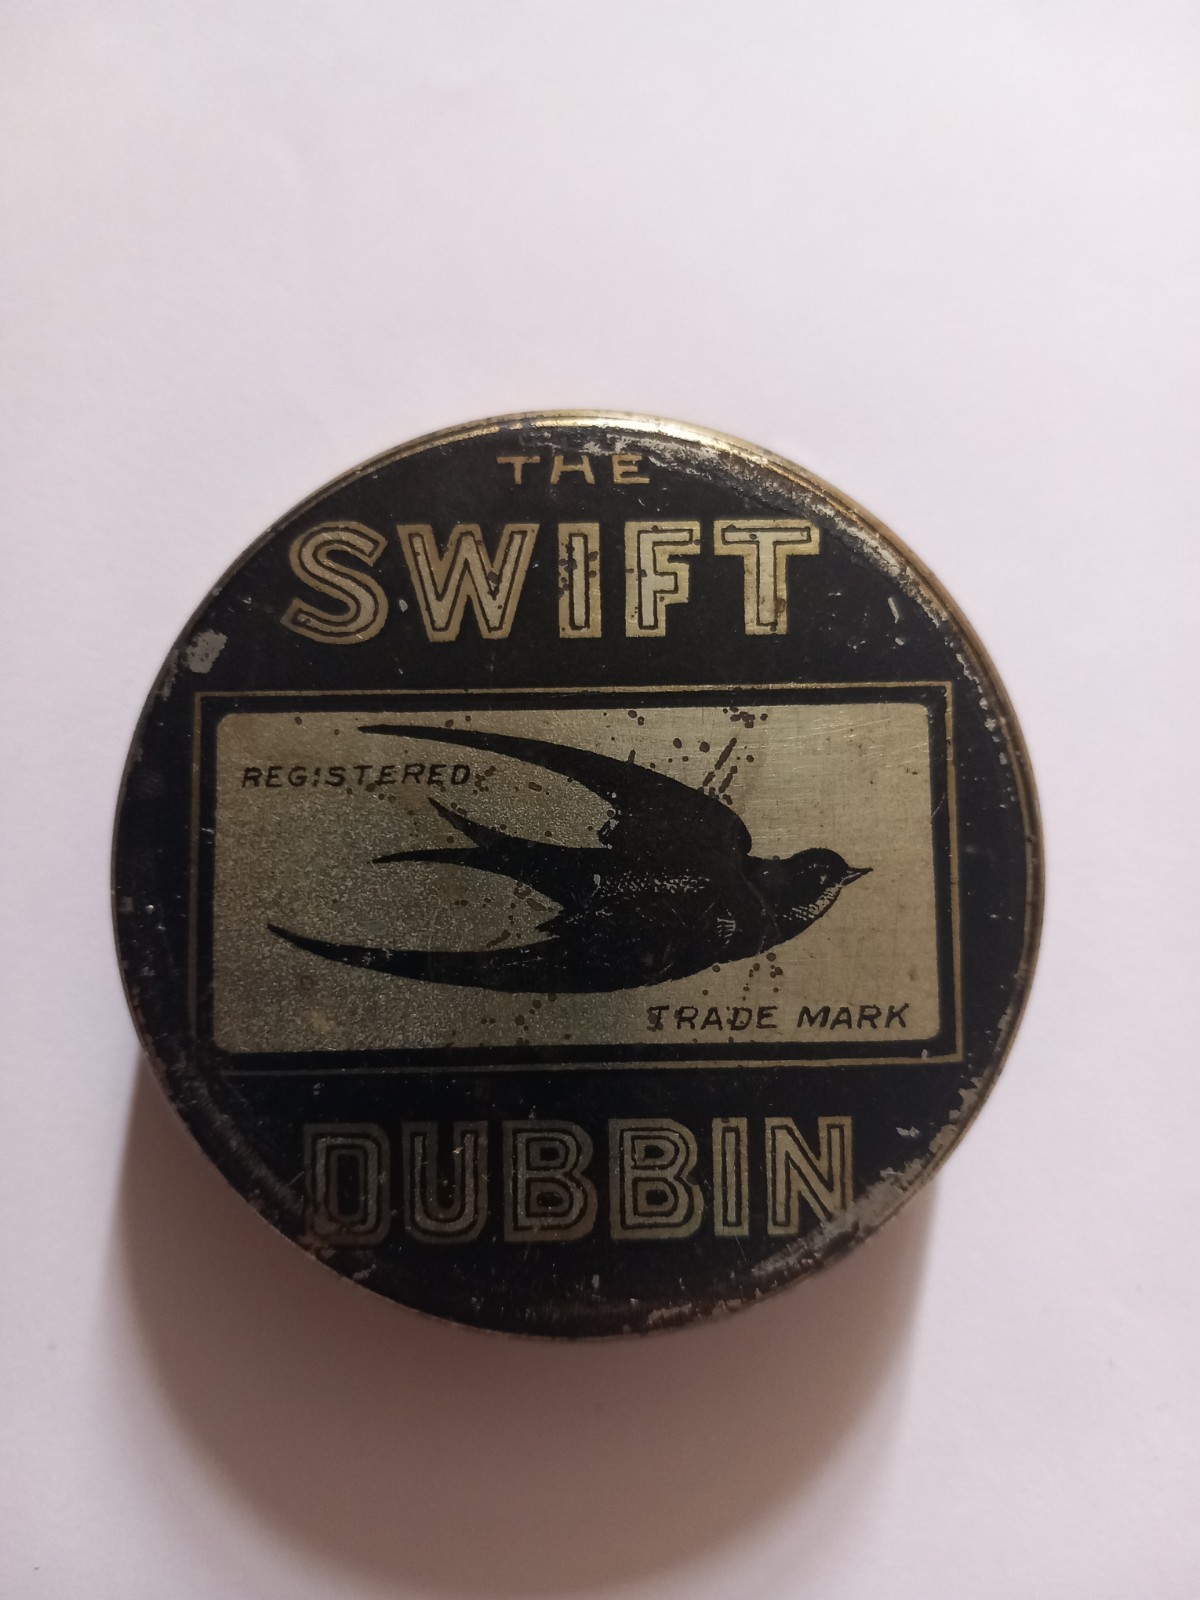 THE
SWIFT
REGISTERED
TRADE MARK
DUBBIN